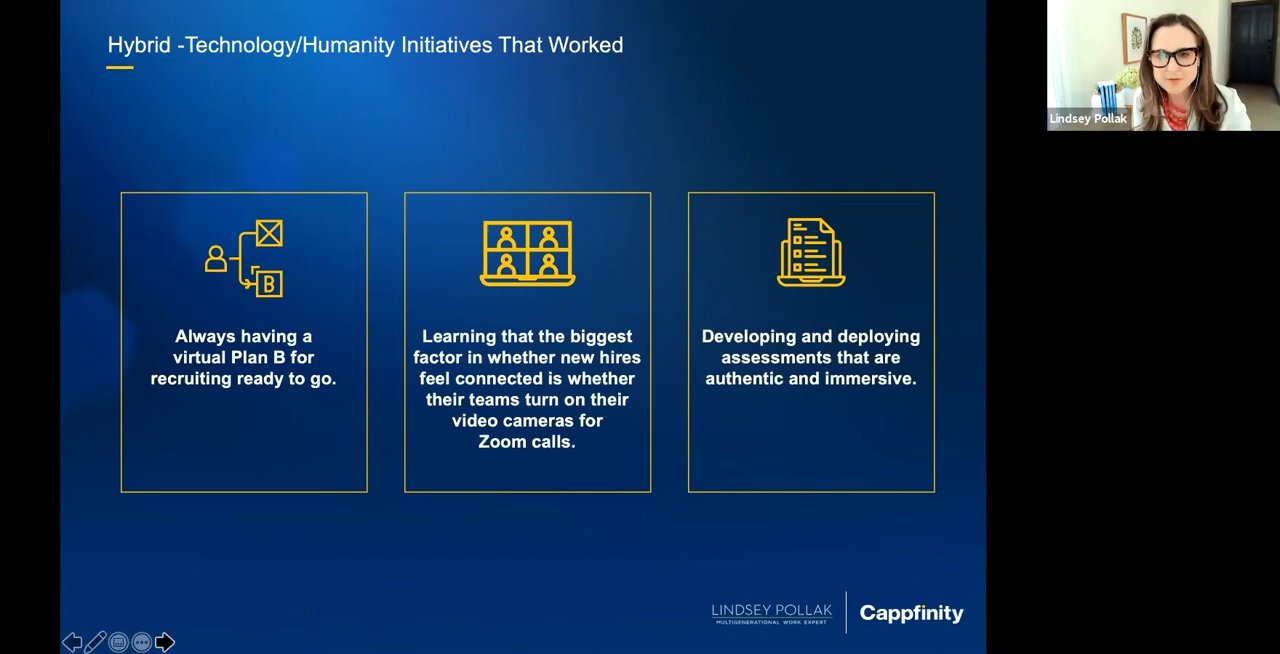 Hybrid -Technology/Humanity Initiatives That Worked
Lindsey Pollak
B
Always having a
virtual Plan B for
recruiting ready to go.
Learning that the biggest
factor in whether new hires
feel connected is whether
their teams turn on their
video cameras for
Zoom calls.
Developing and deploying
assessments that are
authentic and immersive.
LINDSEY POLLAK
MULTIGENERATIONAL WORK EXPERT
Cappfinity